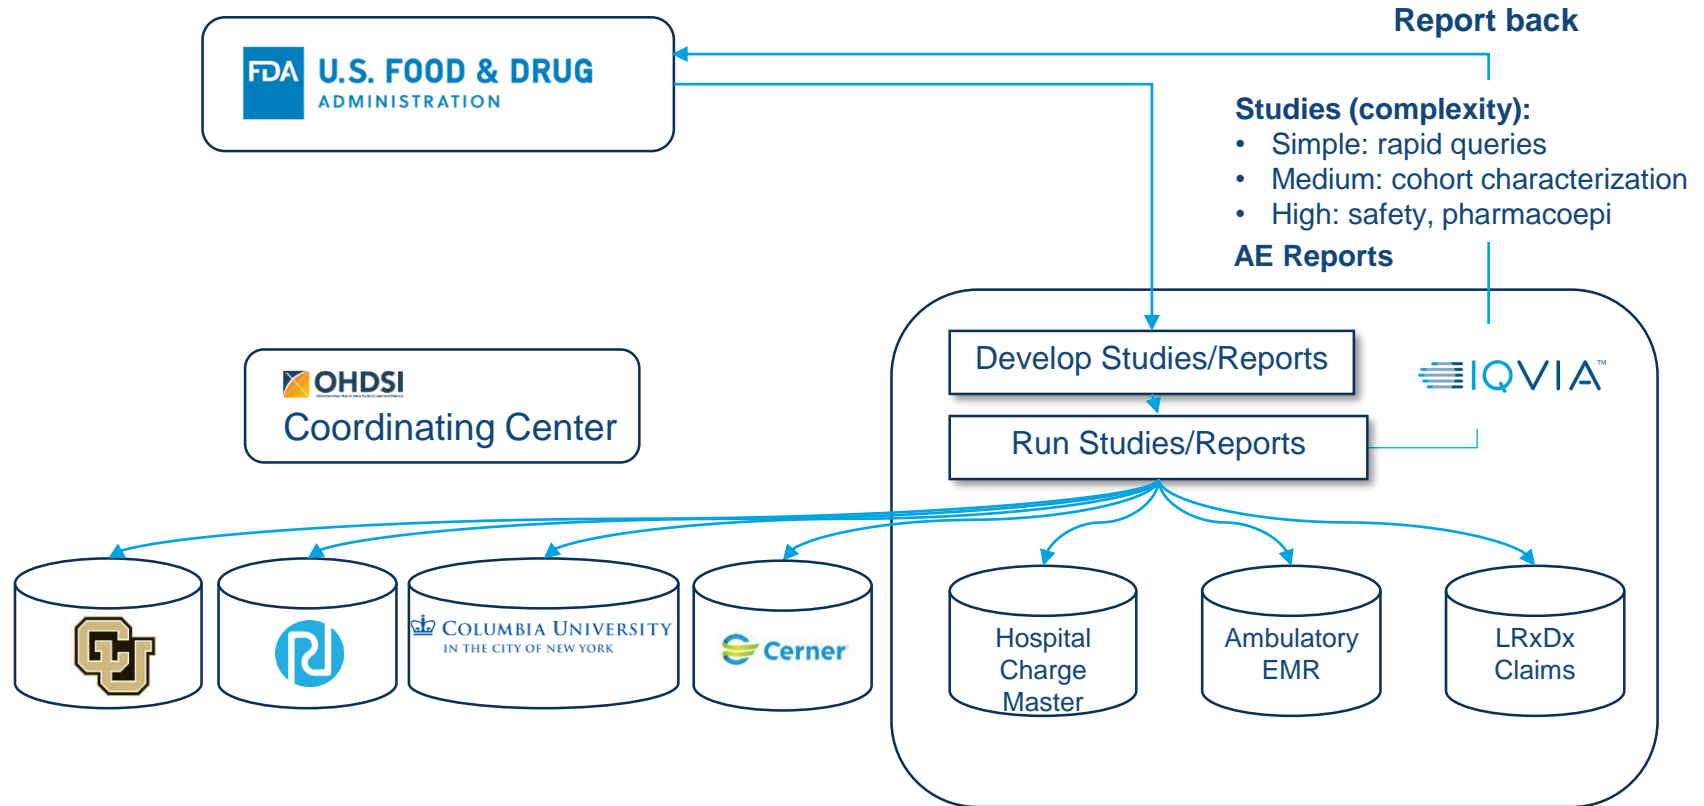 Report back
FDA
U.S. FOOD & DRUG
ADMINISTRATION
Studies (complexity):
• Simple: rapid queries
• Medium: cohort characterization
• High: safety, pharmacoepi
AE Reports
Develop Studies/Reports
IQVIA™
OHDSI
Coordinating Center
Run Studies/Reports
CU
COLUMBIA UNIVERSITY
IN THE CITY OF NEW YORK
Cerner
Hospital
Charge
Master
Ambulatory
EMR
LRxDx
Claims